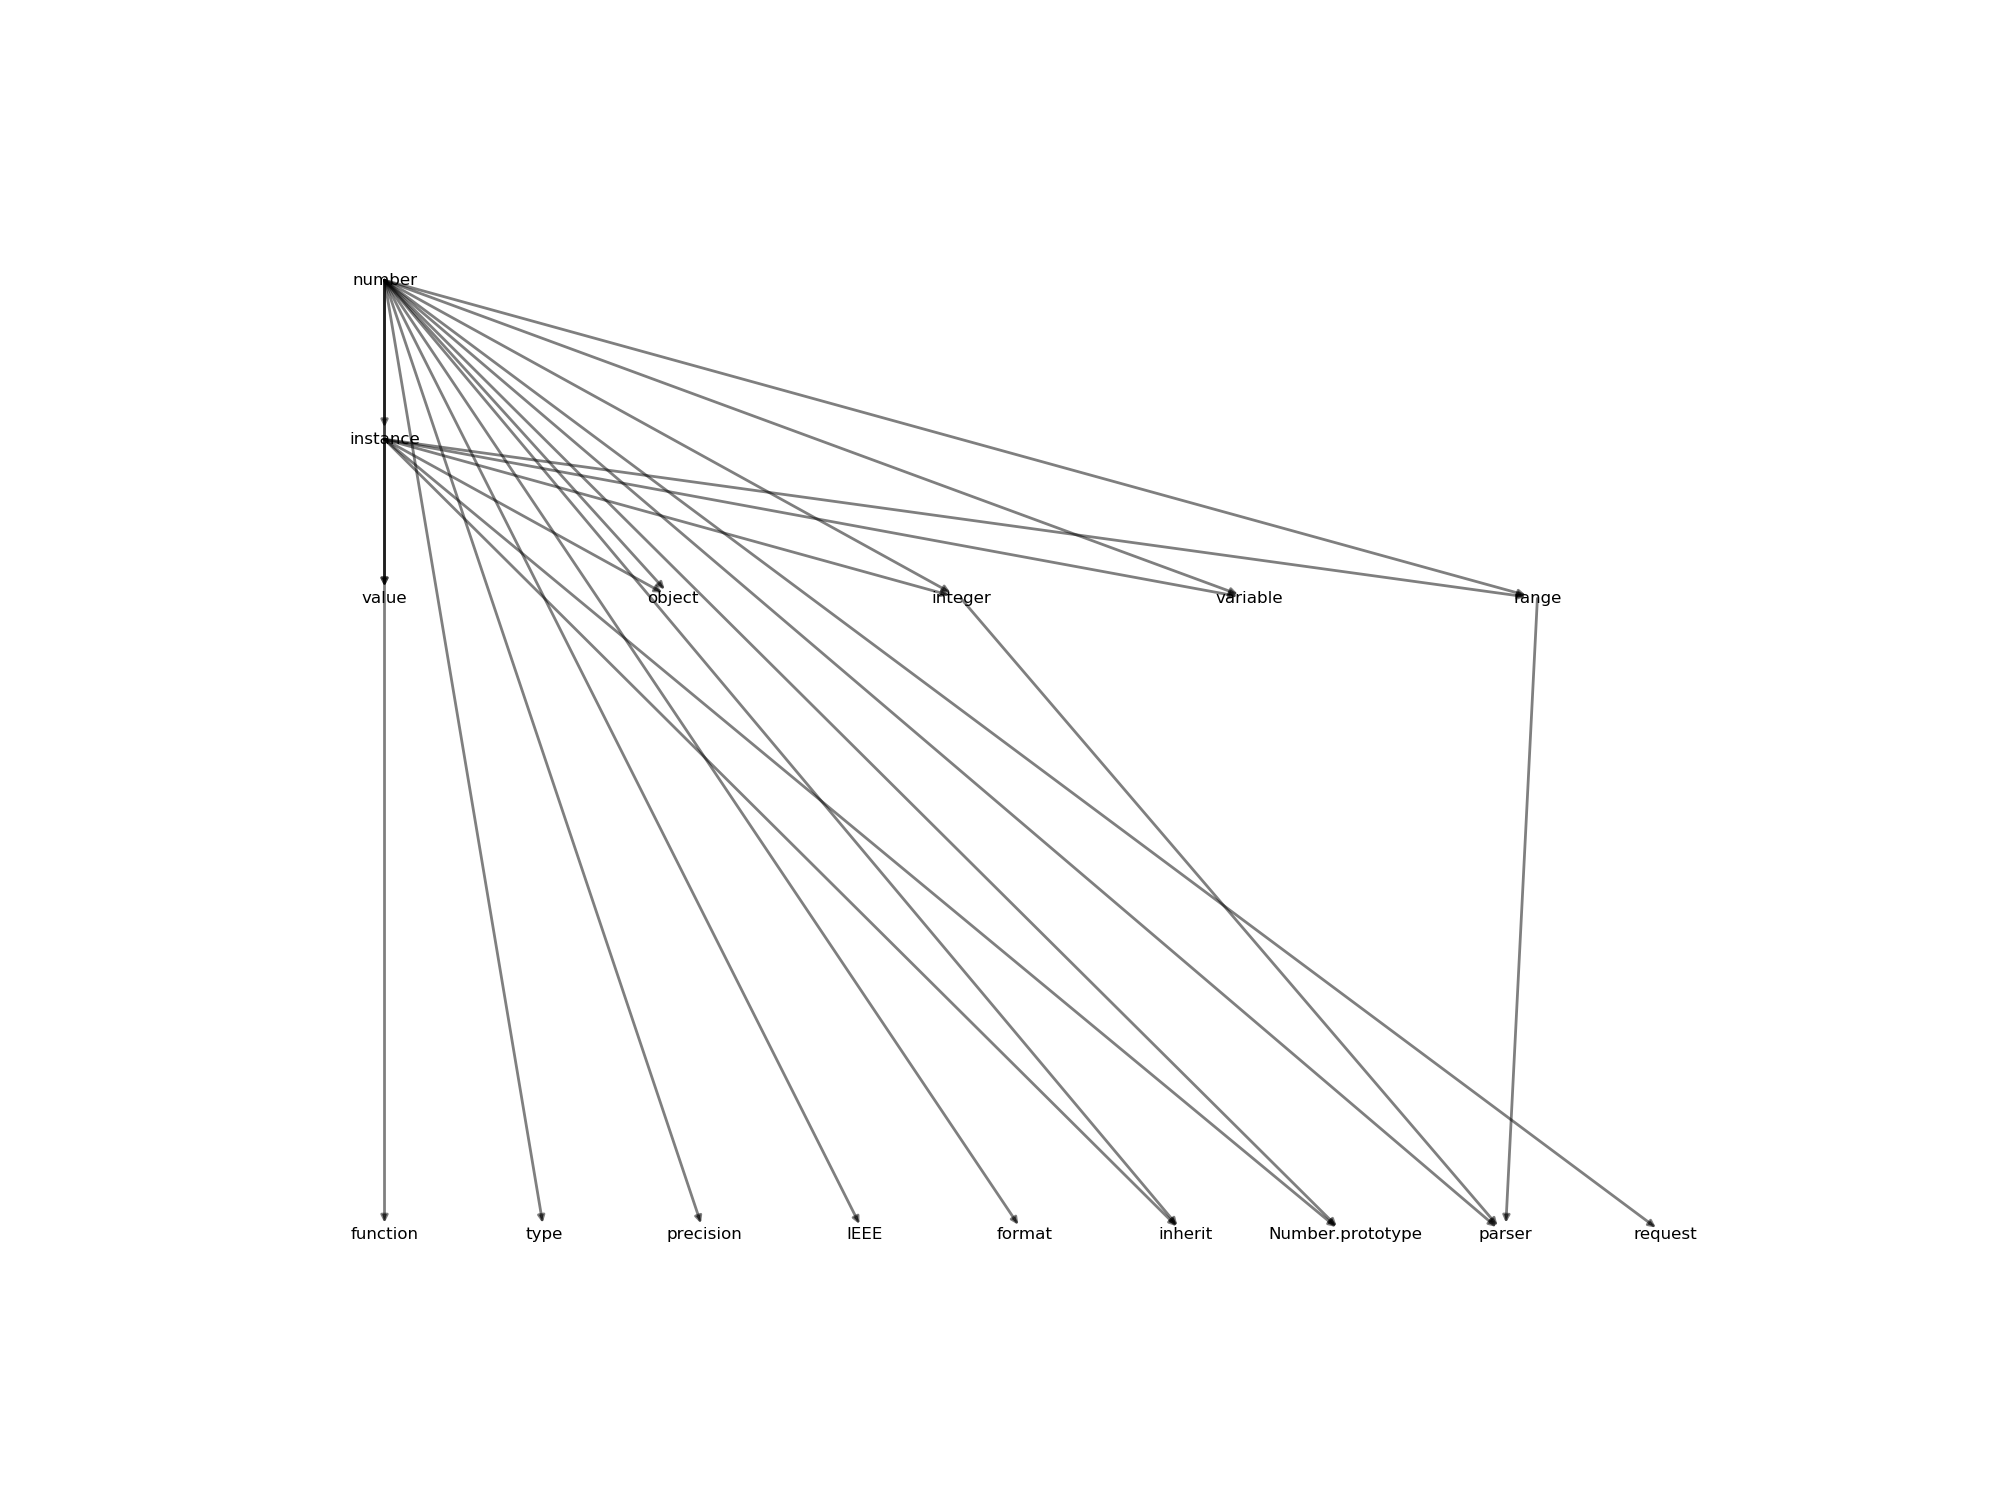 number
instance
value object integer variable range
function type precision IEEE format inherit Number.prototype parser request